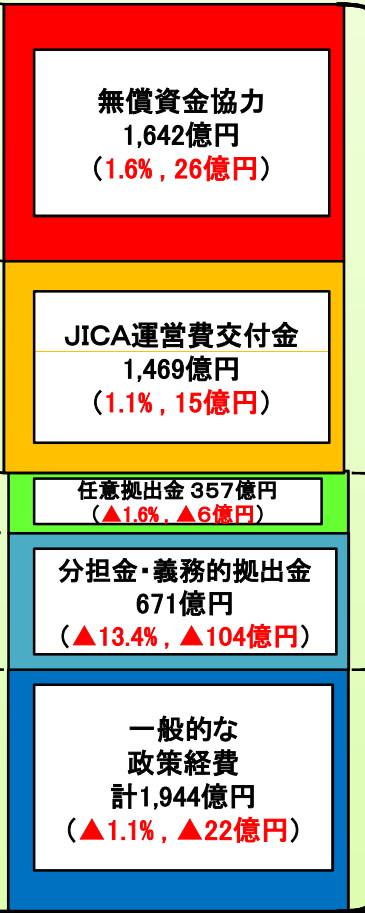 無償資金協力
1,642億円
（1.6% , 26億円）
JICA運営費交付金
1,469億円
（1.1% , 15億円）
任意拠出金 357億円
（▲1.6% , ▲6億円）
分担金・義務的拠出金
671億円
（▲13.4% , ▲104億円）
一般的な
政策経費
計1,944億円
（▲1.1% , ▲22億円）